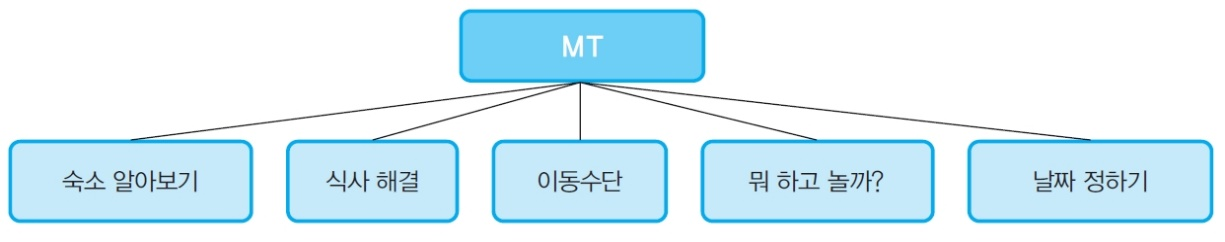 MT
숙소 알아보기
식사 해결
이동수단
뭐 하고 놀까?
날짜 정하기